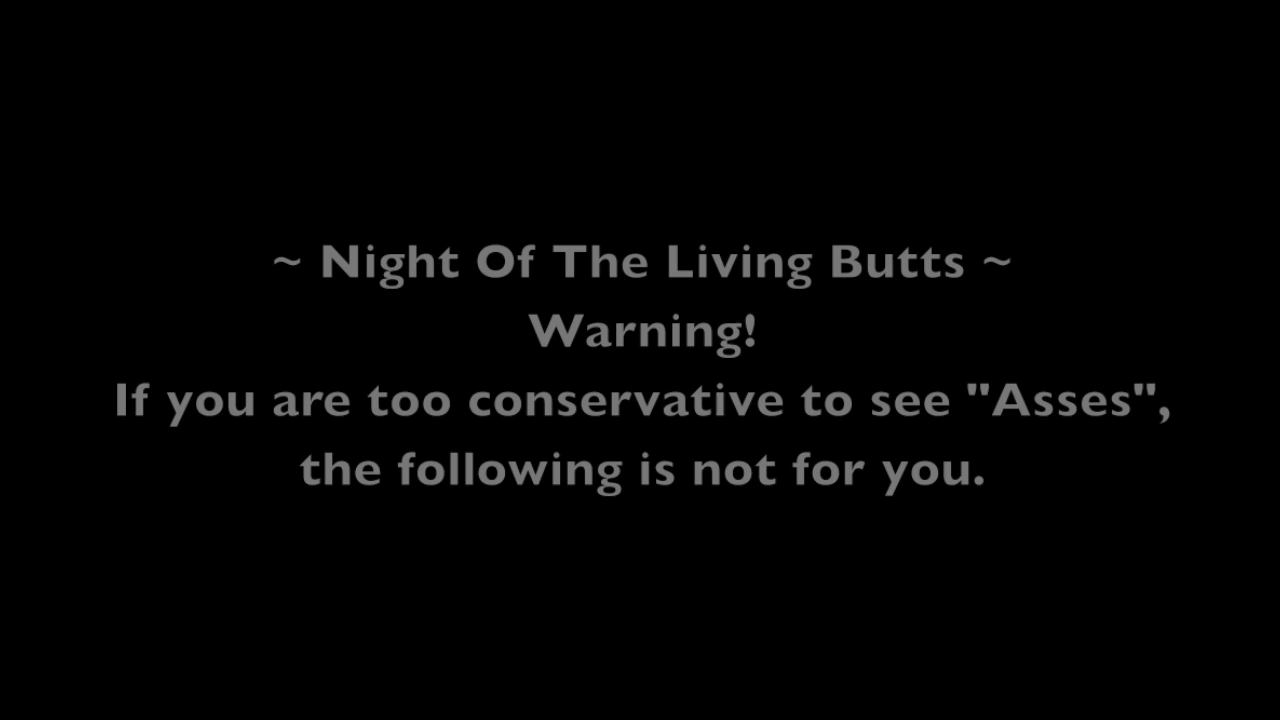 ~ Night Of The Living Butts ~
Warning!
If you are too conservative to see "Asses",
the following is not for you.